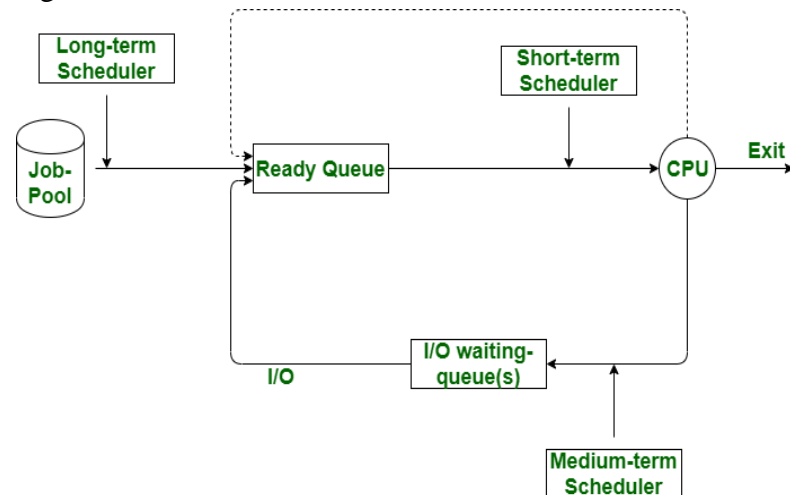 Long-term
Scheduler
Short-term
Scheduler
Job-
Pool
Ready Queue
CPU
Exit
I/O waiting-
queue(s)
I/O
Medium-term
Scheduler